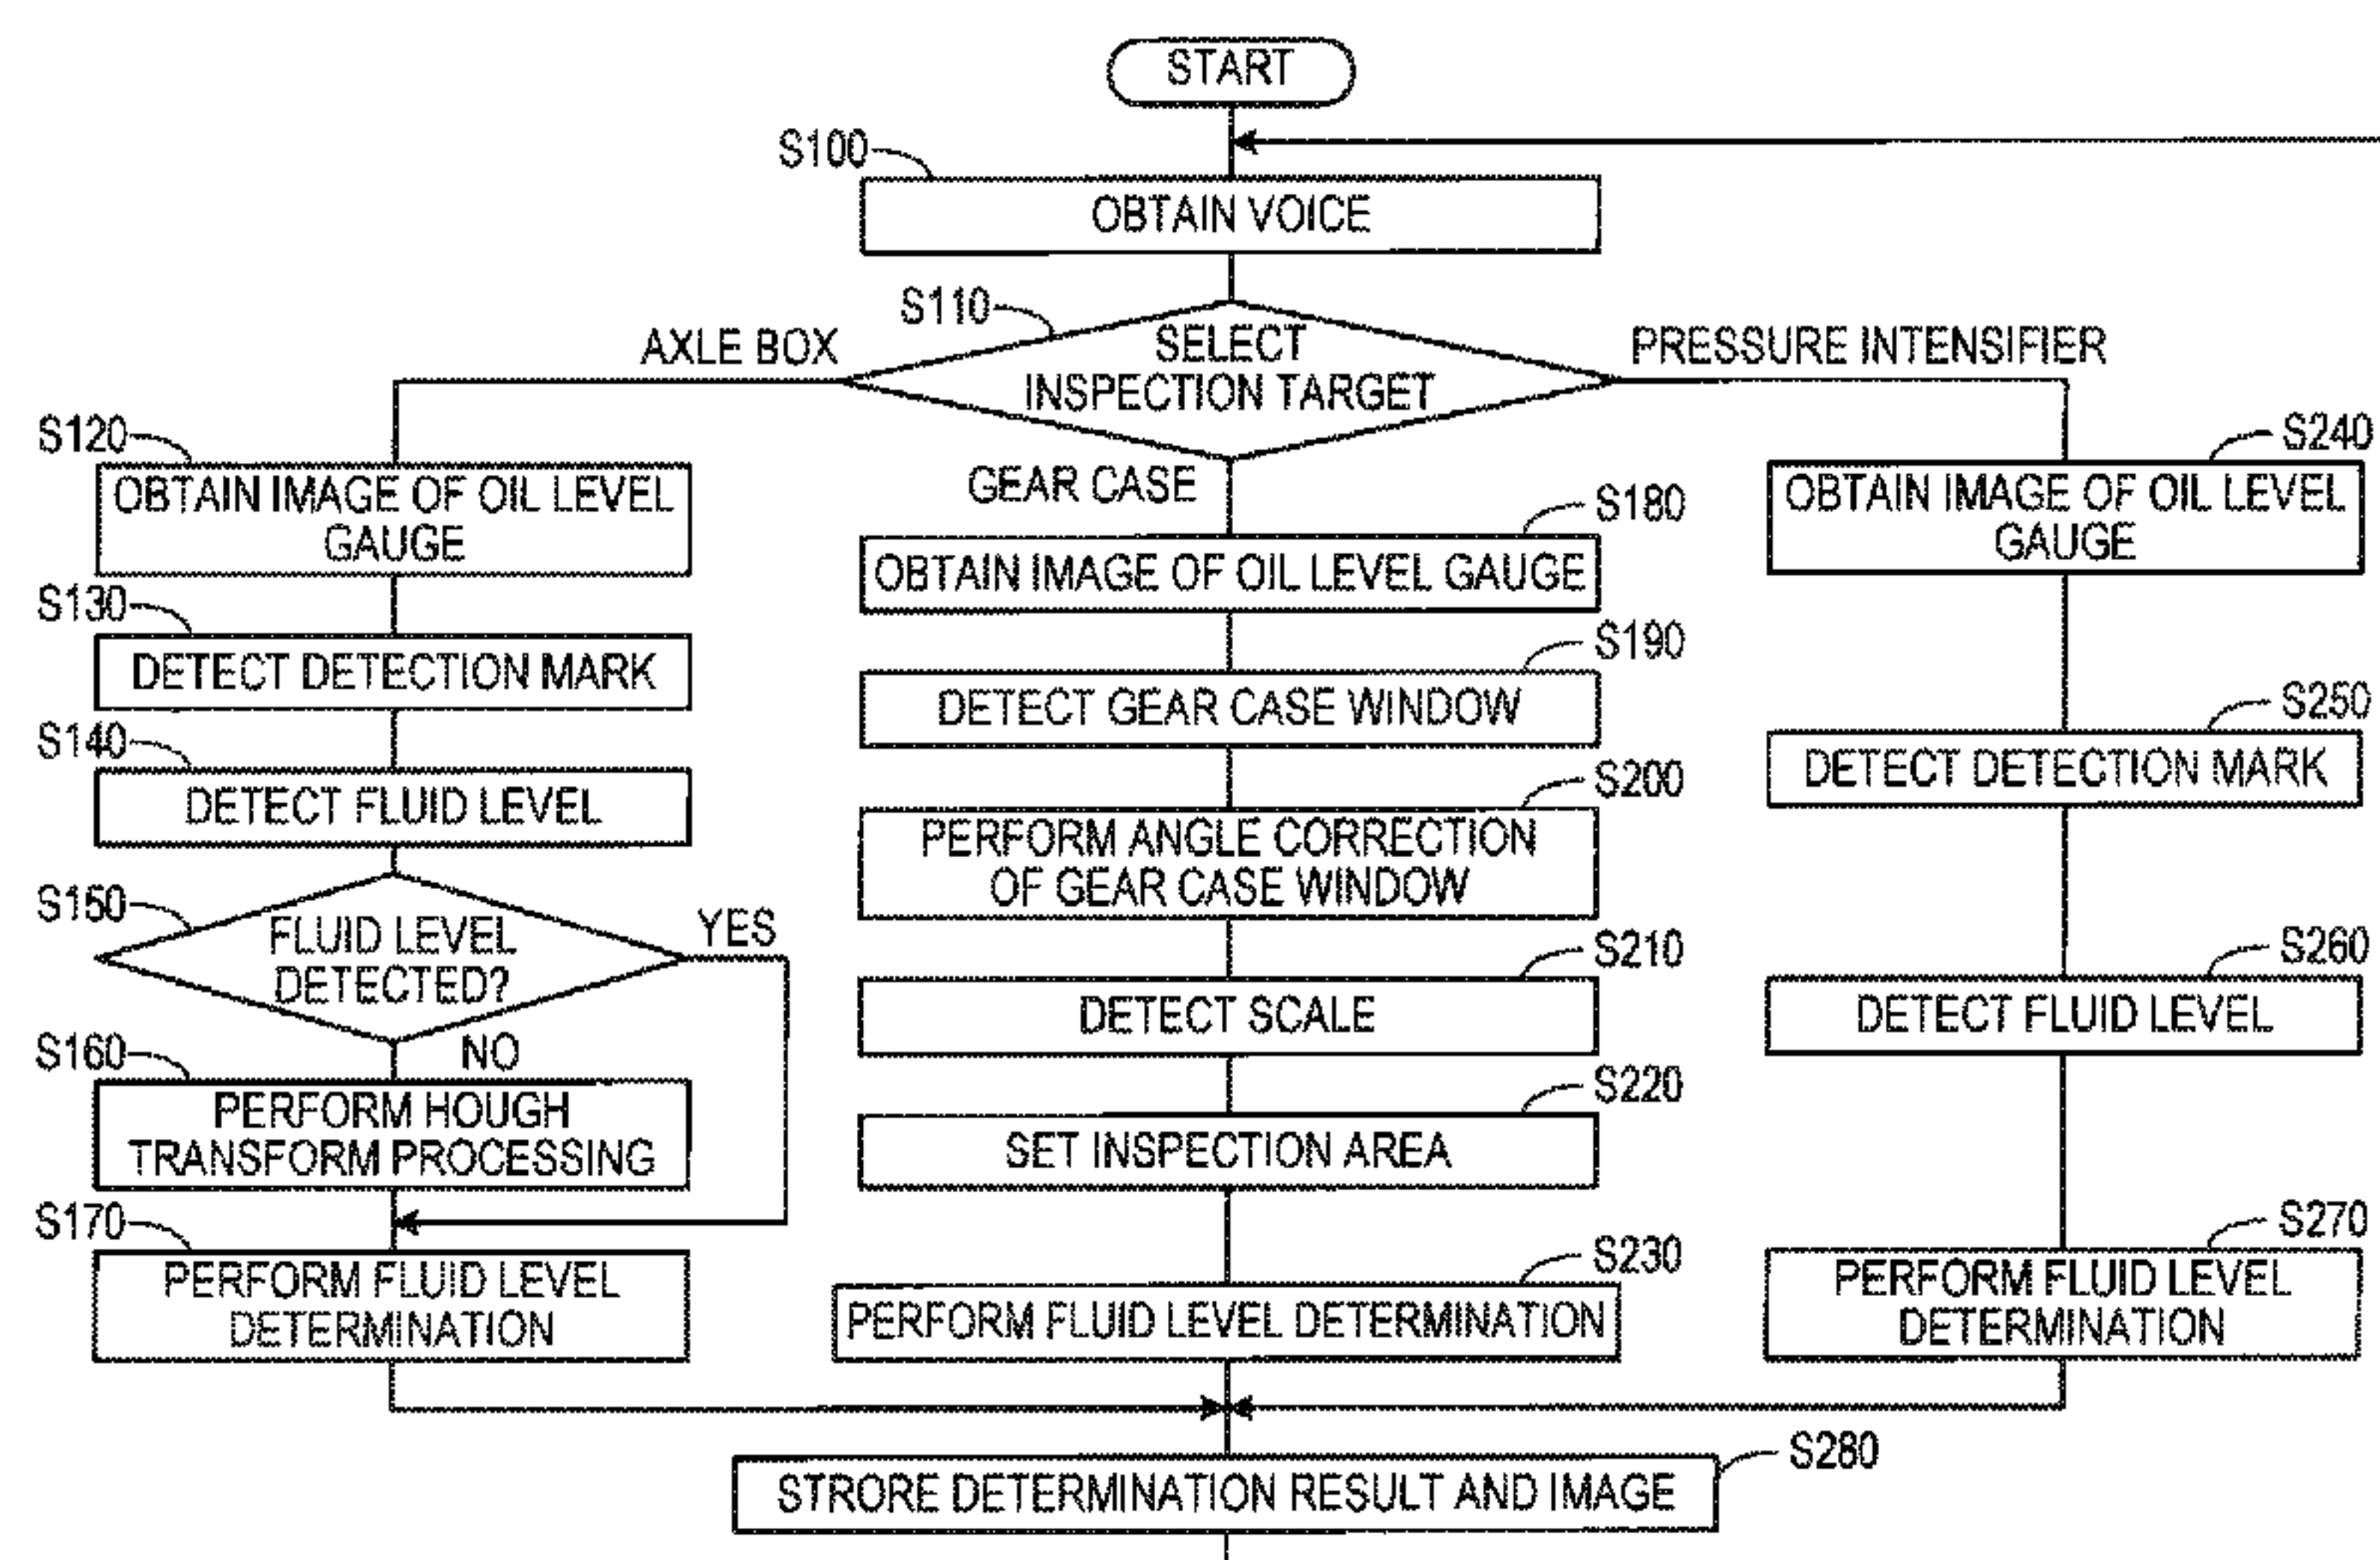 START
S100
OBTAIN VOICE
S110
SELECT
INSPECTION TARGET
AXLE BOX
PRESSURE INTENSIFIER
GEAR CASE
S120
OBTAIN IMAGE OF OIL LEVEL
GAUGE
S130
DETECT DETECTION MARK
S140
DETECT FLUID LEVEL
S150
FLUID LEVEL
DETECTED?
YES
NO
S160
PERFORM HOUGH
TRANSFORM PROCESSING
S170
PERFORM FLUID LEVEL
DETERMINATION
S180
OBTAIN IMAGE OF OIL LEVEL GAUGE
S190
DETECT GEAR CASE WINDOW
S200
PERFORM ANGLE CORRECTION
OF GEAR CASE WINDOW
S210
DETECT SCALE
S220
SET INSPECTION AREA
S230
PERFORM FLUID LEVEL DETERMINATION
S240
OBTAIN IMAGE OF OIL LEVEL
GAUGE
S250
DETECT DETECTION MARK
S260
DETECT FLUID LEVEL
S270
PERFORM FLUID LEVEL
DETERMINATION
S280
STRORE DETERMINATION RESULT AND IMAGE